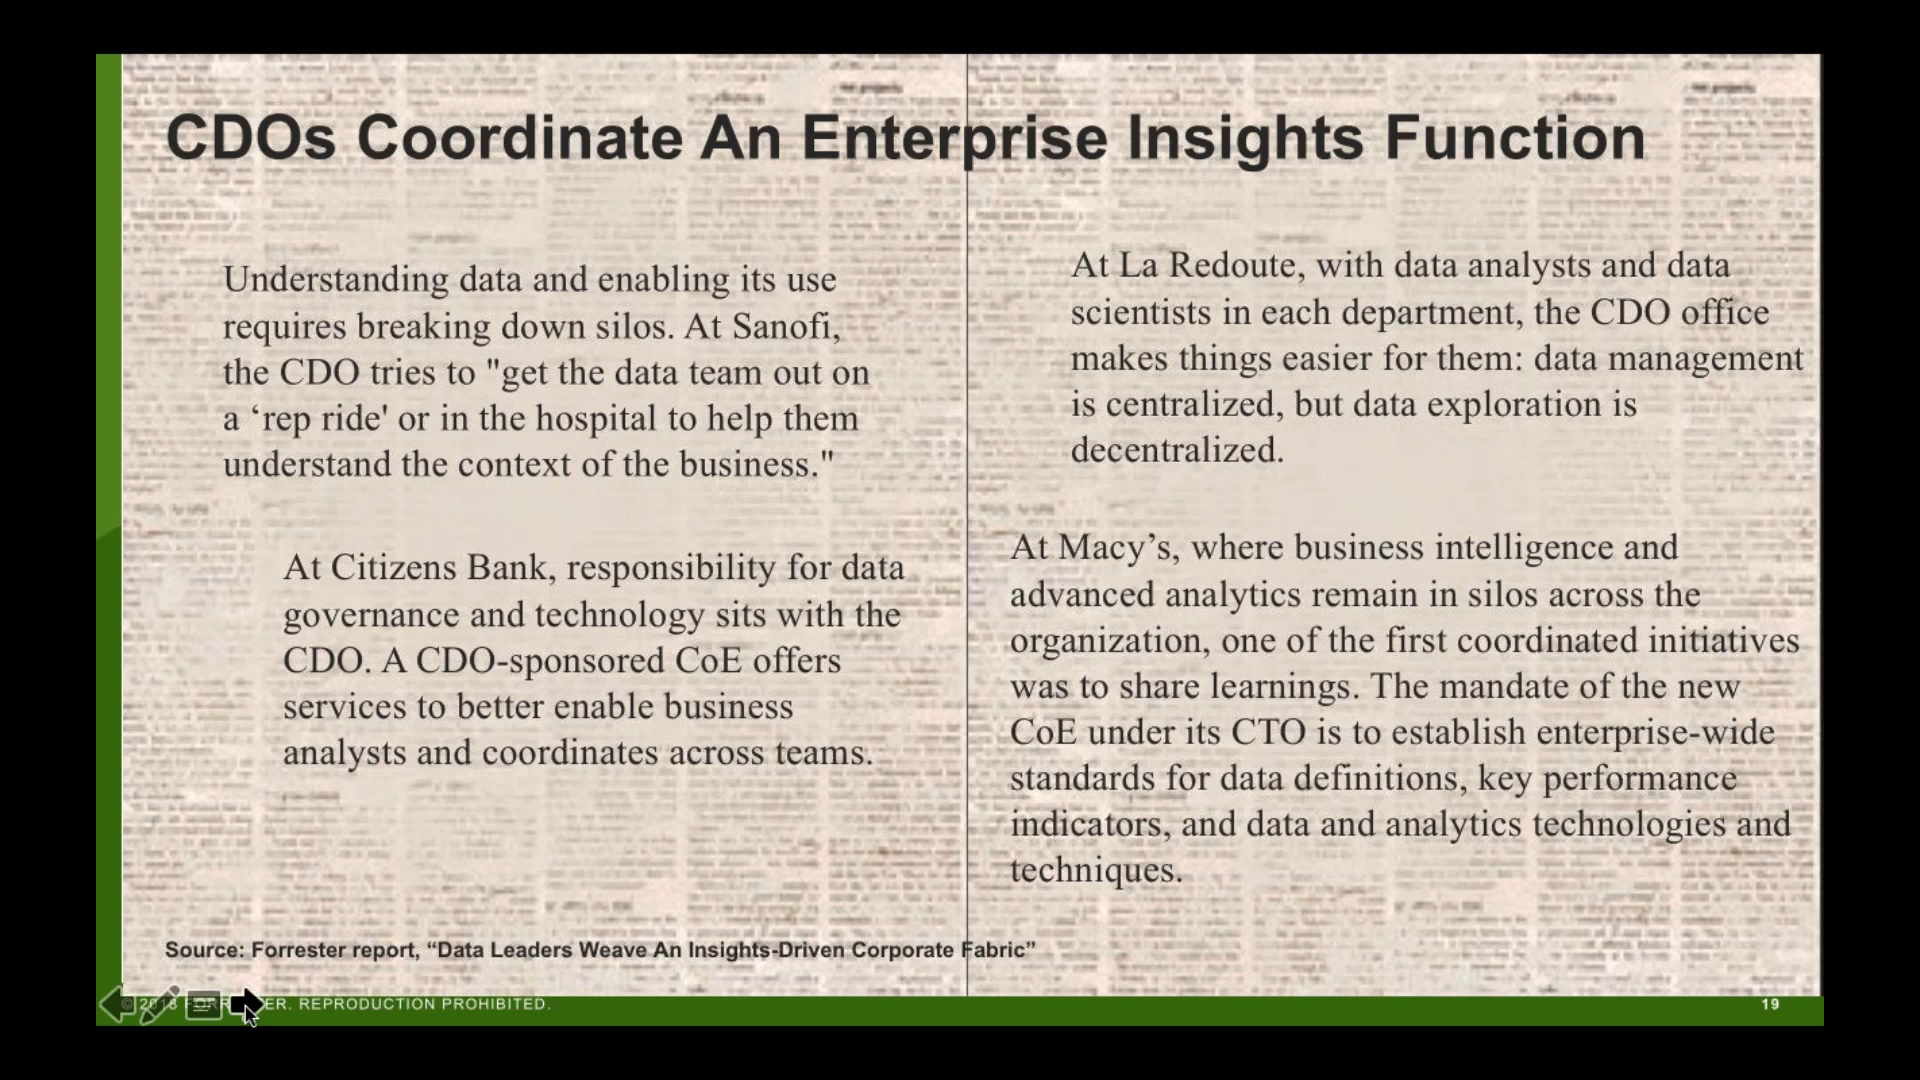 CDOs Coordinate An Enterprise Insights Function
Understanding data and enabling its use
requires breaking down silos. At Sanofi,
the CDO tries to "get the data team out on
a ‘rep ride' or in the hospital to help them
understand the context of the business."
At Citizens Bank, responsibility for data
governance and technology sits with the
CDO. A CDO-sponsored CoE offers
services to better enable business
analysts and coordinates across teams.
At La Redoute, with data analysts and data
scientists in each department, the CDO office
makes things easier for them: data management
is centralized, but data exploration is
decentralized.
At Macy’s, where business intelligence and
advanced analytics remain in silos across the
organization, one of the first coordinated initiatives
was to share learnings. The mandate of the new
CoE under its CTO is to establish enterprise-wide
standards for data definitions, key performance
indicators, and data and analytics technologies and
techniques.
Source: Forrester report, “Data Leaders Weave An Insights-Driven Corporate Fabric”
© 2018 FORRESTER. REPRODUCTION PROHIBITED.
19